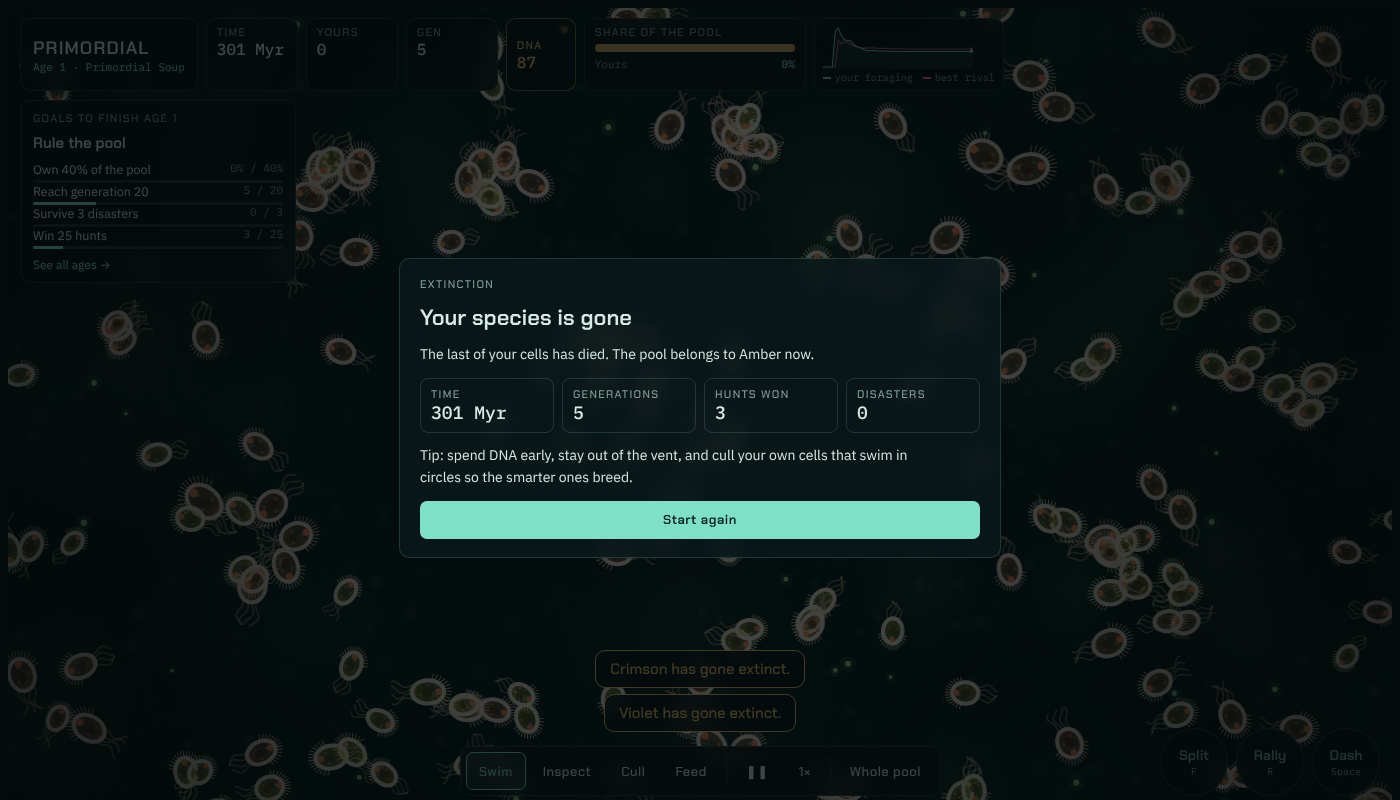 PRIMORDIAL
Age 1 · Primordial Soup
TIME
301 Myr
YOURS
0
GEN
5
DNA
87
SHARE OF THE POOL
Yours 0%
your foraging best rival
GOALS TO FINISH AGE 1
Rule the pool
Own 40% of the pool 0% / 40%
Reach generation 20 5 / 20
Survive 3 disasters 0 / 3
Win 25 hunts 3 / 25
See all ages →
EXTINCTION
Your species is gone
The last of your cells has died. The pool belongs to Amber now.
TIME
301 Myr
GENERATIONS
5
HUNTS WON
3
DISASTERS
0
Tip: spend DNA early, stay out of the vent, and cull your own cells that swim in
circles so the smarter ones breed.
Start again
Crimson has gone extinct.
Violet has gone extinct.
Swim Inspect Cull Feed 1× Whole pool
Split
F
Rally
R
Dash
Space